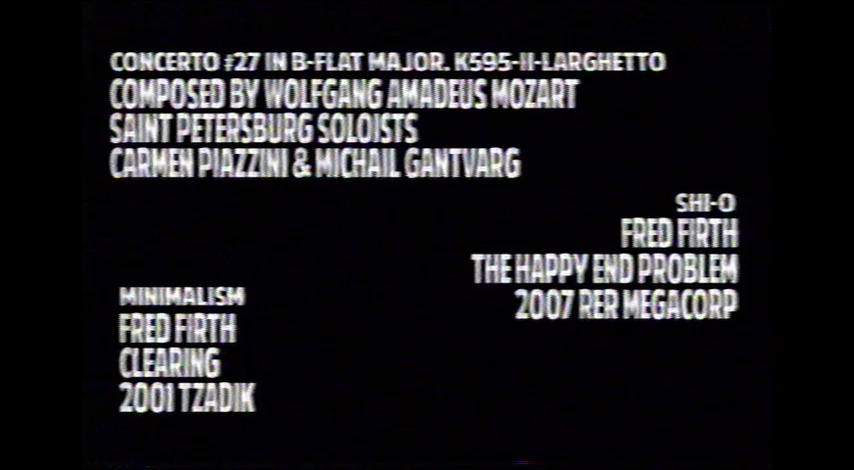 CONCERTO #27 IN B-FLAT MAJOR. K595-II-LARGHETTO
COMPOSED BY WOLFGANG AMADEUS MOZART
SAINT PETERSBURG SOLOISTS
CARMEN PIAZZINI & MICHAIL GANTVARG
SHI-O
FRED FIRTH
THE HAPPY END PROBLEM
2007 RER MEGACORP
MINIMALISM
FRED FIRTH
CLEARING
2001 TZADIK